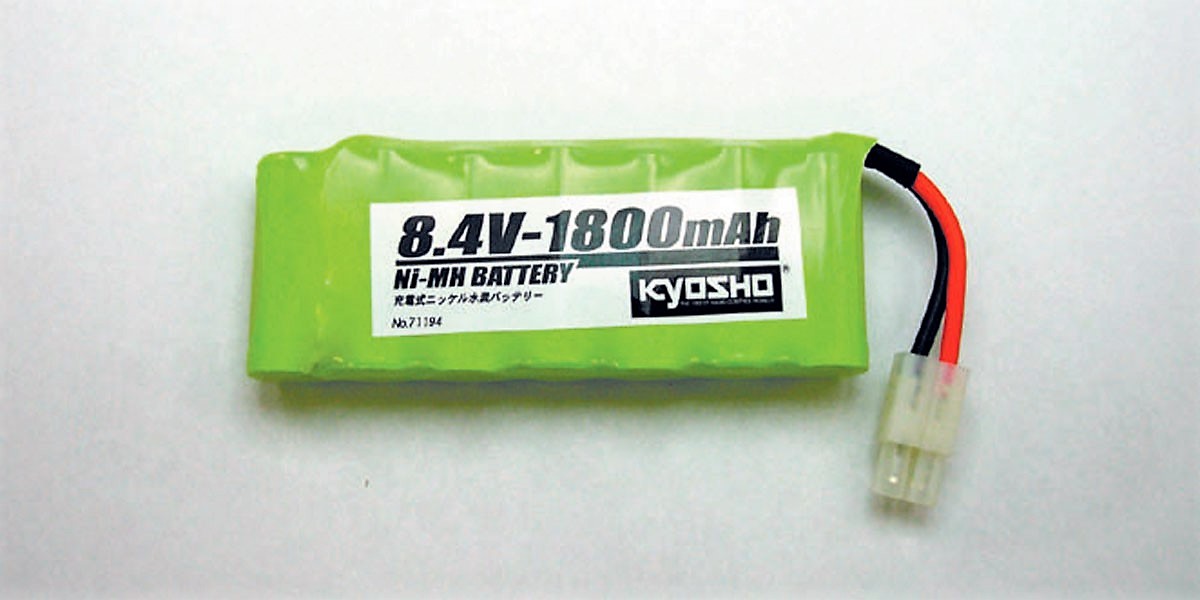 8.4V-1800mAh
Ni-MH BATTERY
充電式ニッケル水素バッテリー
KYOSHO®
No.71194